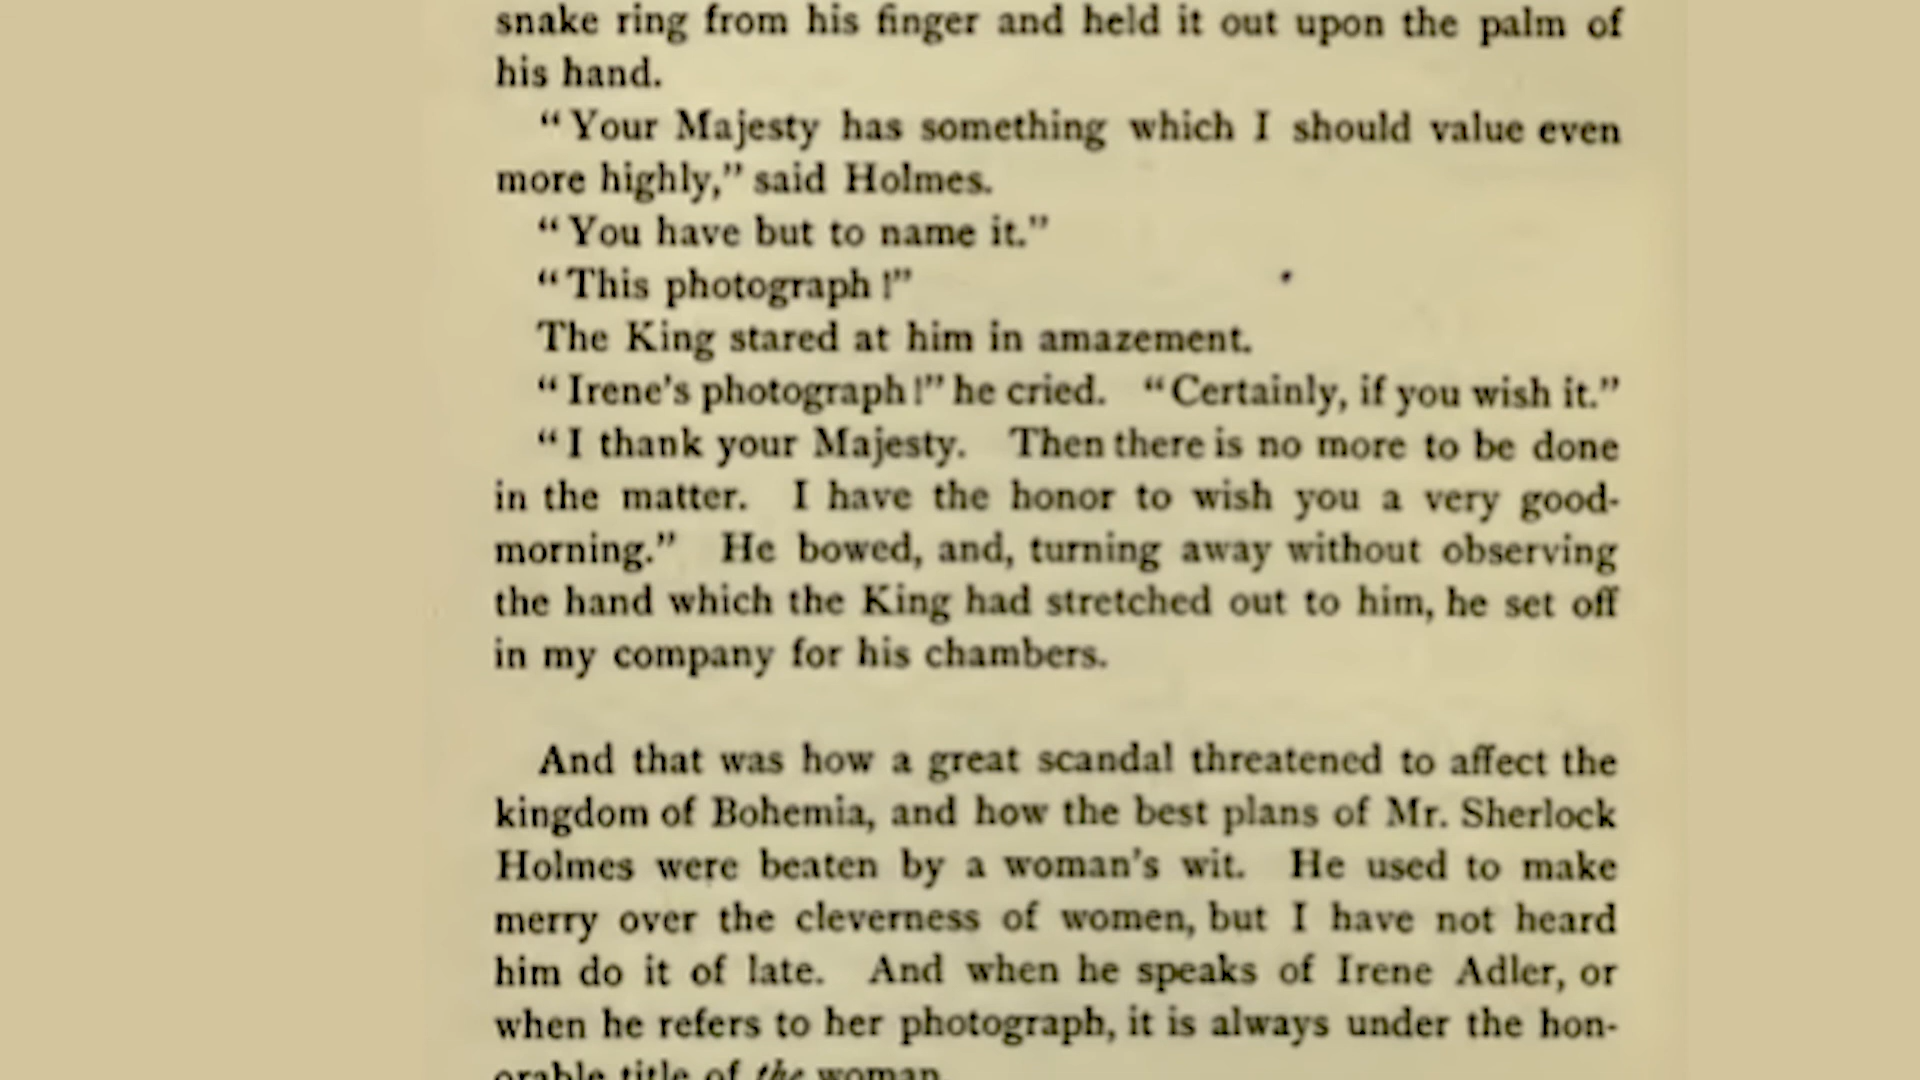 snake ring from his finger and held it out upon the palm of
his hand.
“Your Majesty has something which I should value even
more highly,” said Holmes.
“You have but to name it.”
“This photograph!”
The King stared at him in amazement.
“Irene's photograph!” he cried. “Certainly, if you wish it.”
“I thank your Majesty. Then there is no more to be done
in the matter. I have the honor to wish you a very good-
morning.” He bowed, and, turning away without observing
the hand which the King had stretched out to him, he set off
in my company for his chambers.
And that was how a great scandal threatened to affect the
kingdom of Bohemia, and how the best plans of Mr. Sherlock
Holmes were beaten by a woman's wit. He used to make
merry over the cleverness of women, but I have not heard
him do it of late. And when he speaks of Irene Adler, or
when he refers to her photograph, it is always under the hon-
orable title of the woman.